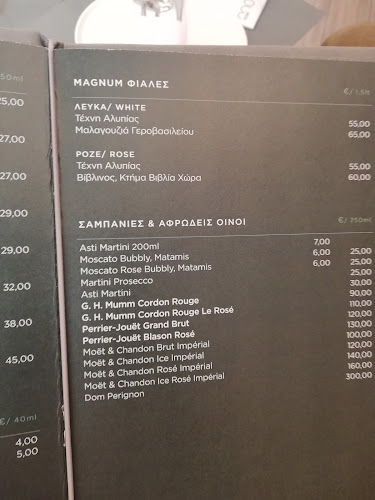 50ml
25,00
27,00
27,00
29,00
29,00
32,00
38,00
45,00
€/ 40ml
4,00
5,00
MAGNUM ΦΙΑΛΕΣ €/ 1,5lt
ΛΕΥΚΑ/ WHITE
Τέχνη Αλυπίας 55,00
Μαλαγουζιά Γεροβασιλείου 65,00
ΡΟΖΕ/ ROSE
Τέχνη Αλυπίας 55,00
Βίβλινος, Κτήμα Βιβλία Χώρα 60,00
ΣΑΜΠΑΝΙΕΣ & ΑΦΡΩΔΕΙΣ ΟΙΝΟΙ €/ 750ml
Asti Martini 200ml 7,00
Moscato Bubbly, Matamis 6,00 25,00
Moscato Rose Bubbly, Matamis 6,00 25,00
Martini Prosecco 25,00
Asti Martini 30,00
G. H. Mumm Cordon Rouge 90,00
G. H. Mumm Cordon Rouge Le Rosé 110,00
Perrier-Jouët Grand Brut 120,00
Perrier-Jouët Blason Rosé 130,00
Moët & Chandon Brut Impérial 100,00
Moët & Chandon Ice Impérial 120,00
Moët & Chandon Rosé Impérial 140,00
Moët & Chandon Ice Rosé Impérial 160,00
Dom Perignon 300,00